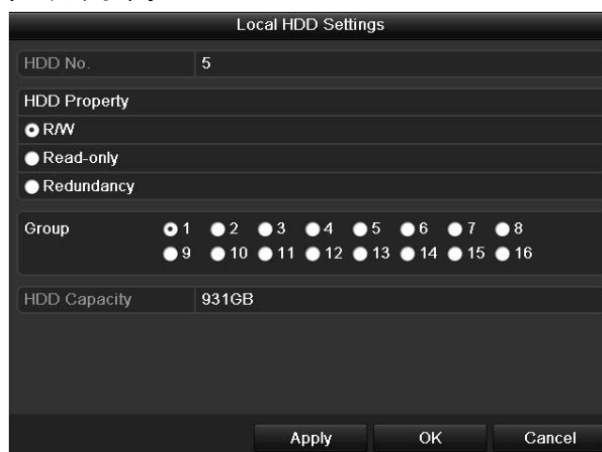 Local HDD Settings
HDD No. 5
HDD Property
R/W
Read-only
Redundancy
Group 1 2 3 4 5 6 7 8
9 10 11 12 13 14 15 16
HDD Capacity 931GB
Apply OK Cancel